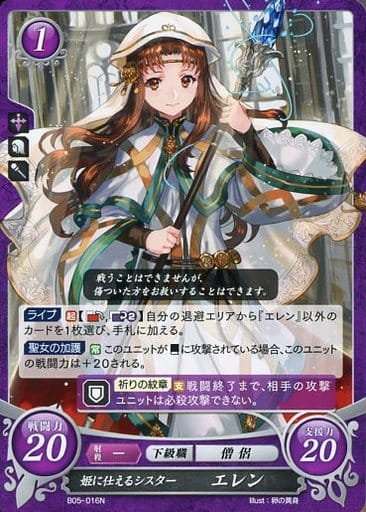 1
戦うことはできませんが、
傷ついた方をお救いすることはできます。
ライブ 起 自分の退避エリアから『エレン』以外の
カードを1枚選び、手札に加える。
聖女の加護 常 このユニットが に攻撃されている場合、このユニット
の戦闘力は+20される。
祈りの紋章 支 戦闘終了まで、相手の攻撃
ユニットは必殺攻撃できない。
戦闘力
20
射程 一
下級職
僧侶
支援力
20
姫に仕えるシスター エレン
B05-016N
Illust:卵の黄身